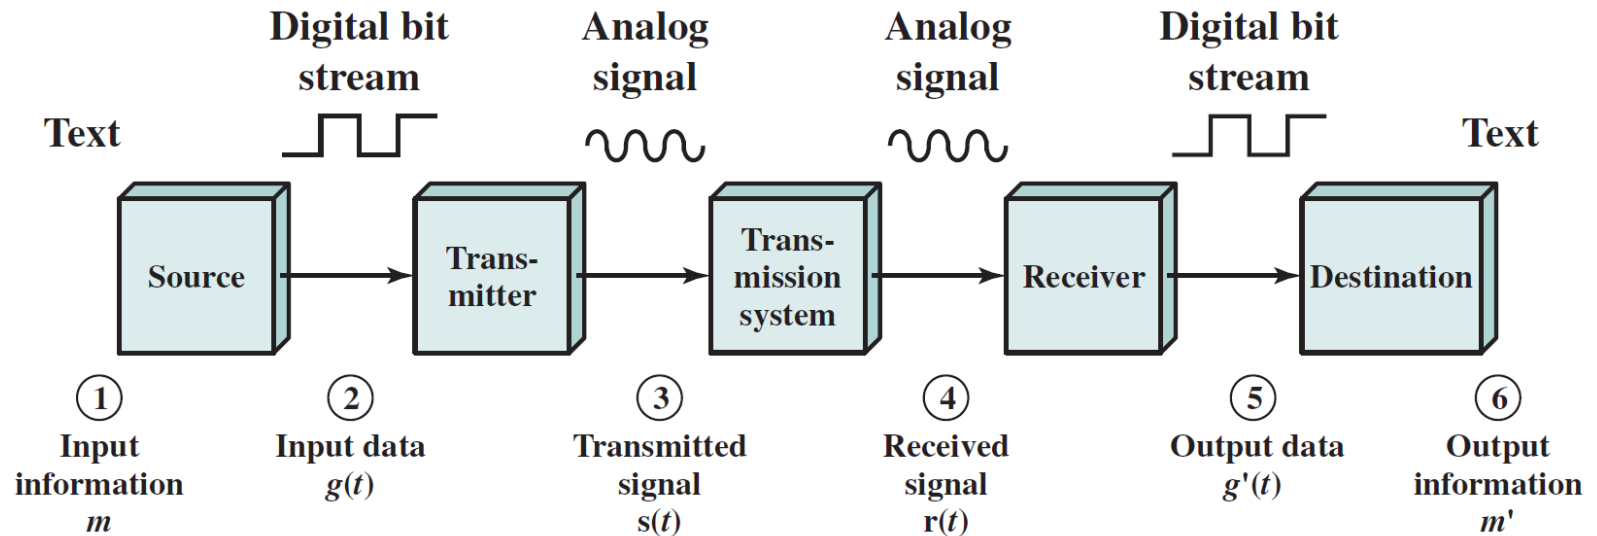 Digital bit
stream
Analog
signal
Analog
signal
Digital bit
stream
Text
Text
Source
Trans-
mitter
Trans-
mission
system
Receiver
Destination
1
Input
information
m
2
Input data
g(t)
3
Transmitted
signal
s(t)
4
Received
signal
r(t)
5
Output data
g'(t)
6
Output
information
m'